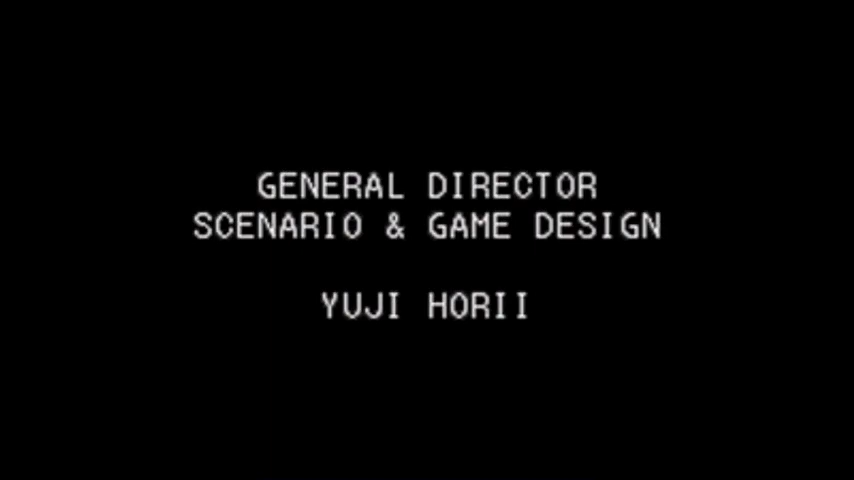 GENERAL DIRECTOR
SCENARIO & GAME DESIGN
YUJI HORII